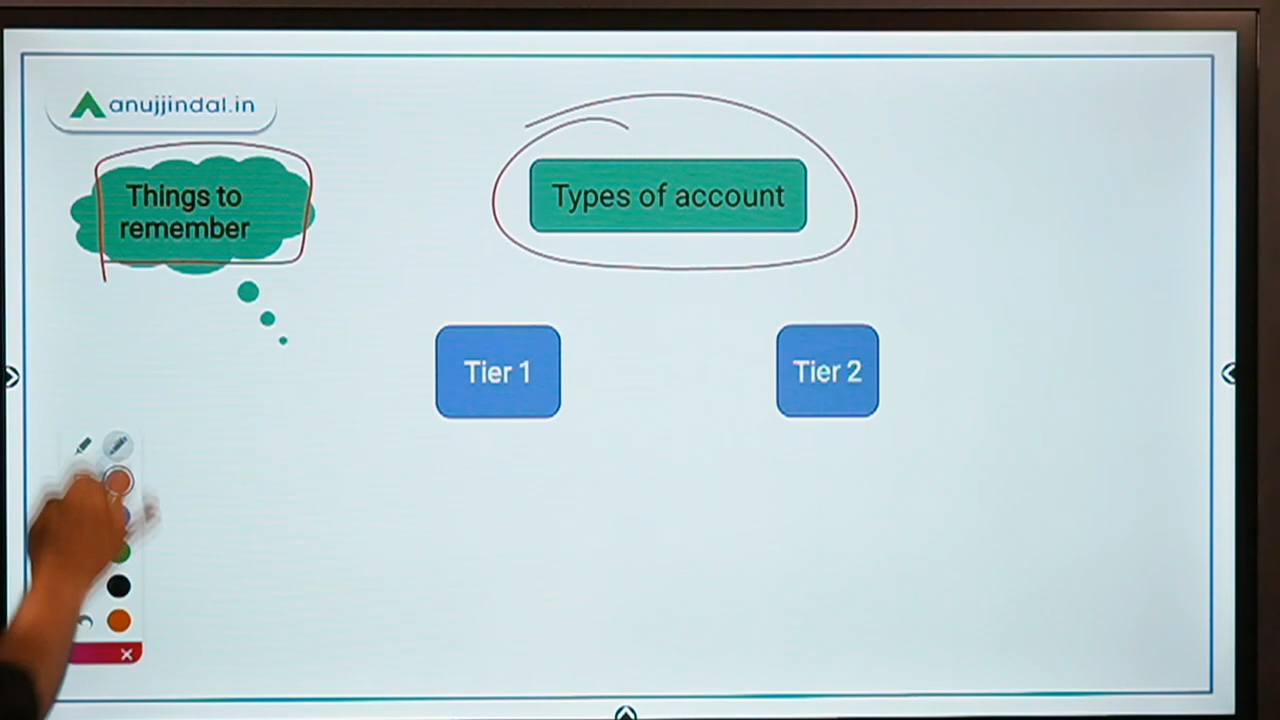 anujjindal.in
Things to
remember
Types of account
Tier 1
Tier 2